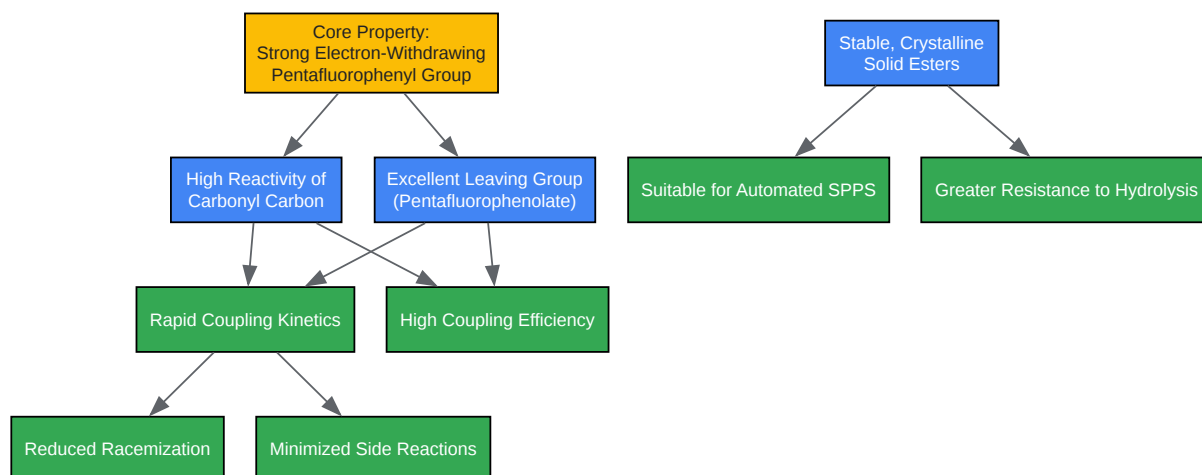 Core Property:
Strong Electron-Withdrawing
Pentafluorophenyl Group
Stable, Crystalline
Solid Esters
High Reactivity of
Carbonyl Carbon
Excellent Leaving Group
(Pentafluorophenolate)
Suitable for Automated SPPS
Greater Resistance to Hydrolysis
Rapid Coupling Kinetics
High Coupling Efficiency
Reduced Racemization
Minimized Side Reactions